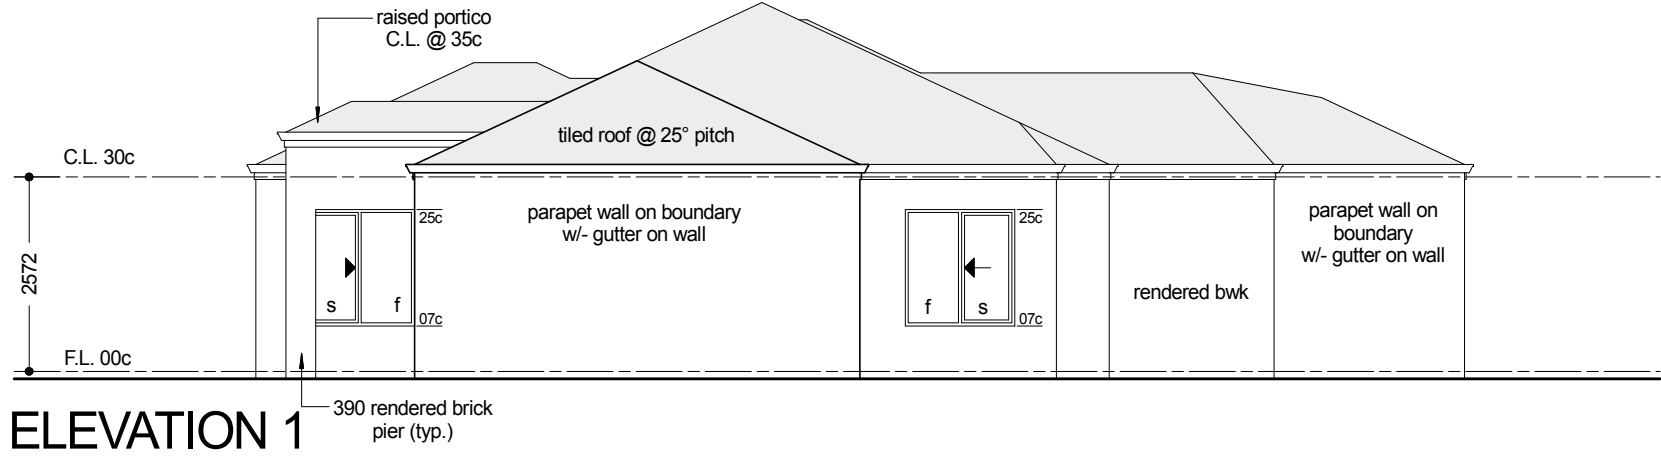 raised portico
C.L. @ 35c
tiled roof @ 25° pitch
C.L. 30c
25c
parapet wall on boundary
w/- gutter on wall
25c
parapet wall on
boundary
w/- gutter on wall
2572
s
f
f
s
rendered bwk
07c
07c
F.L. 00c
390 rendered brick
pier (typ.)
ELEVATION 1